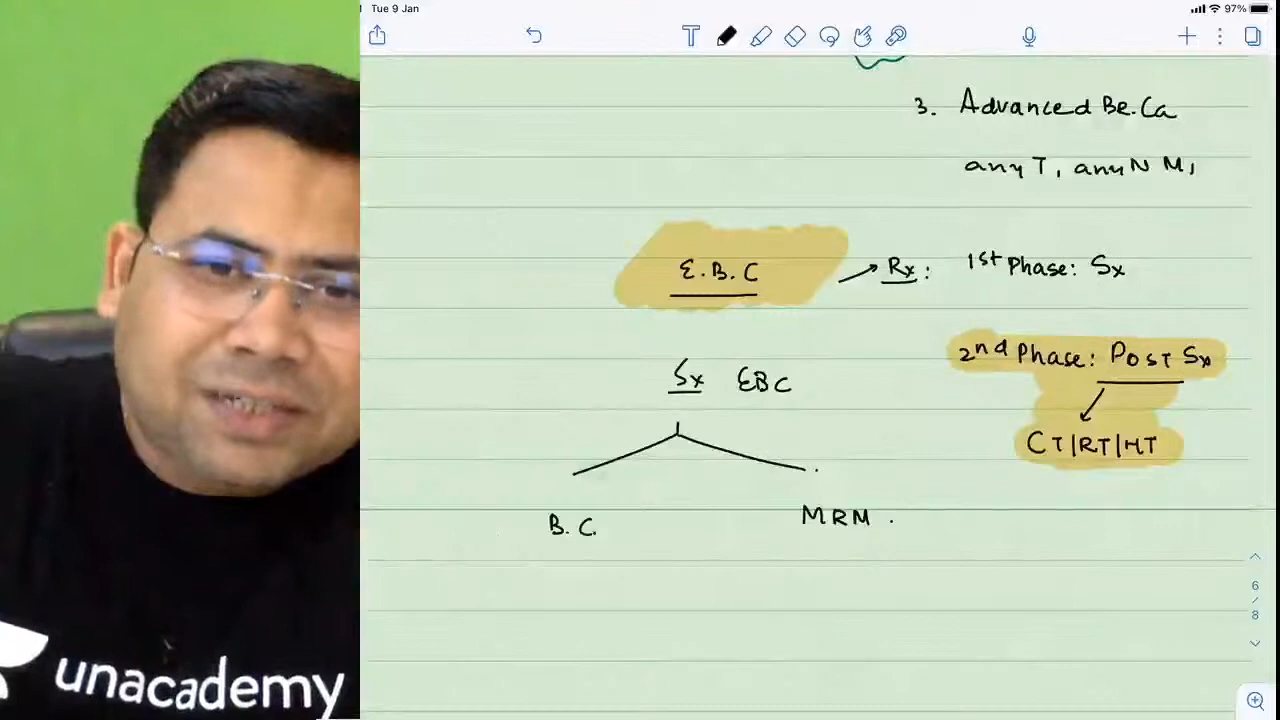 Tue 9 Jan
97%
3. Advanced Be.Ca
any T, any N M1
E.B.C
Rx: 1st Phase: Sx
2nd Phase: POST Sx
Sx EBC
CT|RT|HT
B.C.
MRM.
6
8
unacademy